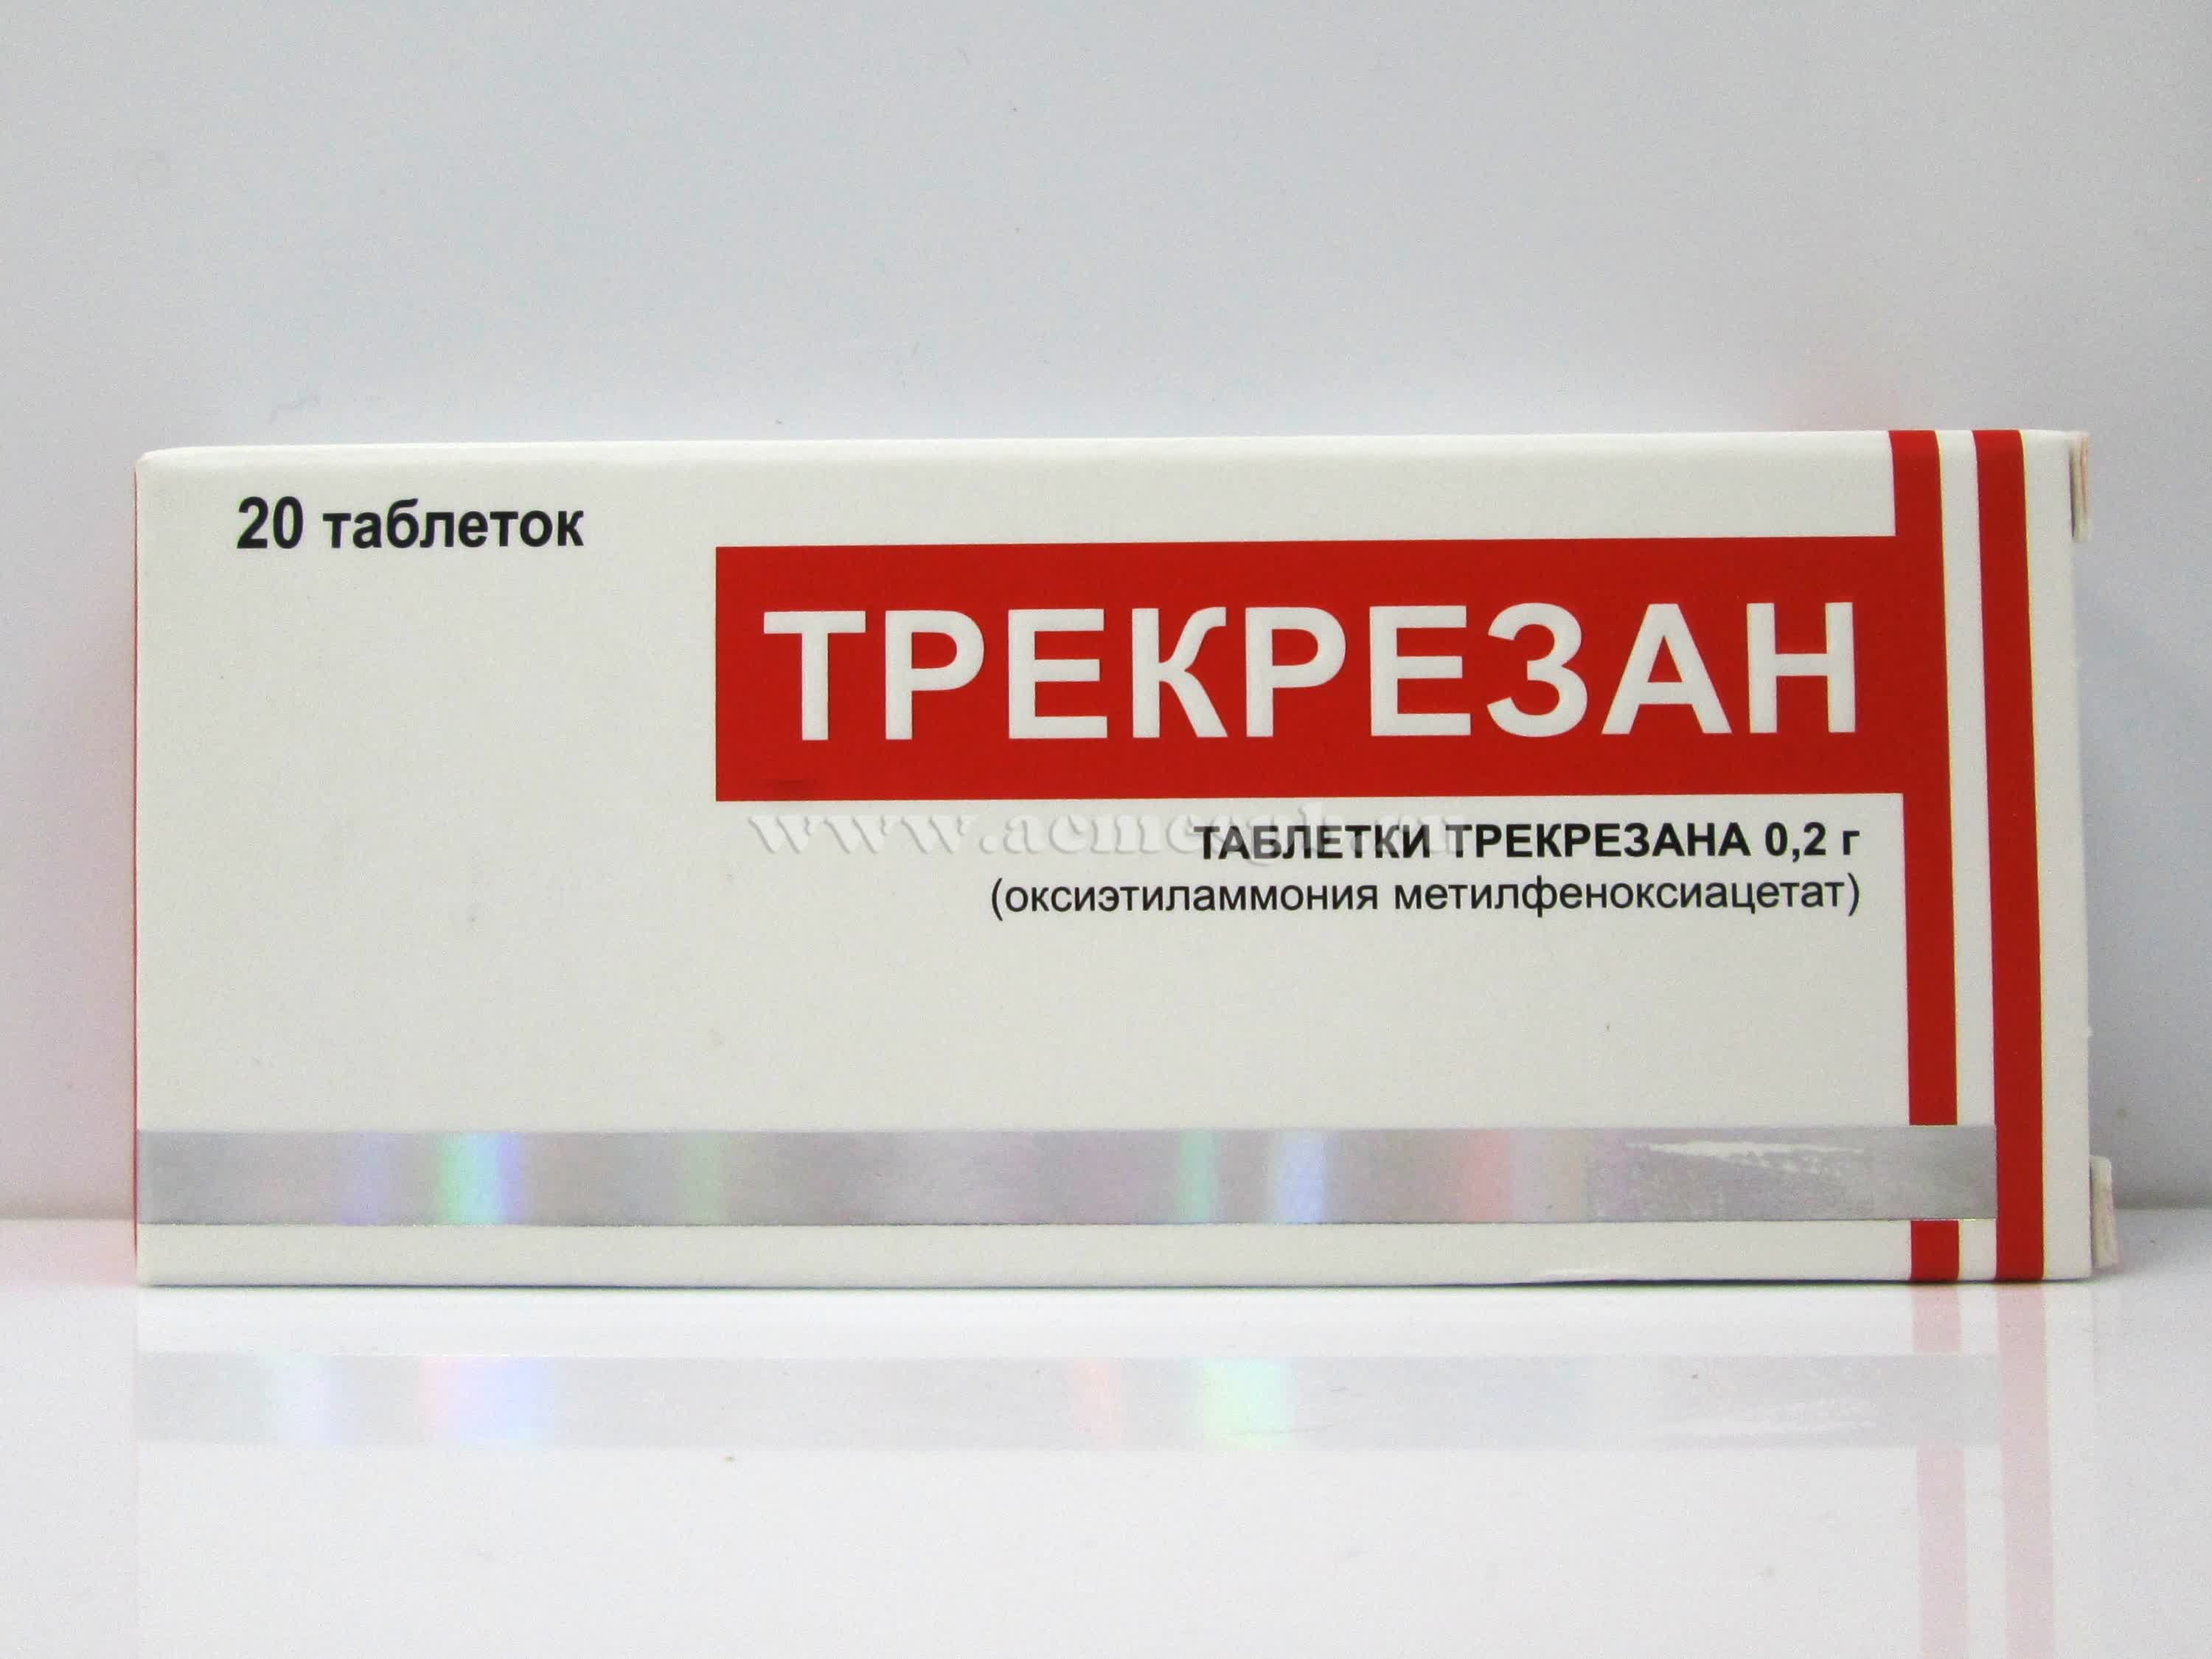 20 таблеток
ТРЕКРЕЗАН
ТАБЛЕТКИ ТРЕКРЕЗАНА 0,2 г
(оксиэтиламмония метилфеноксиацетат)